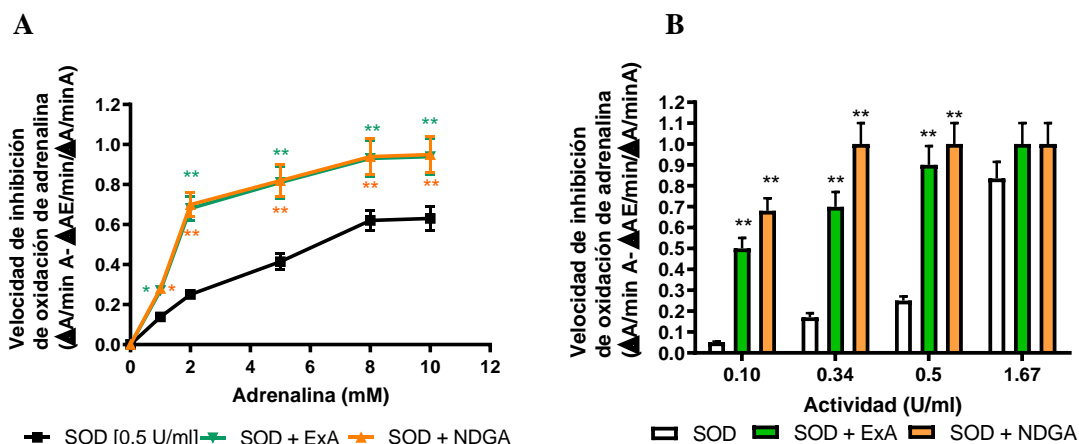 A
Velocidad de inhibición
de oxidación de adrenalina
(▲A/min A- ▲AE/min/▲A/minA)
1.2
1.0
0.8
0.6
0.4
0.2
0.0
* *
** ** ** **
** ** ** **
0 2 4 6 8 10 12
Adrenalina (mM)
SOD [0.5 U/ml] SOD + ExA SOD + NDGA
B
Velocidad de inhibición
de oxidación de adrenalina
(▲A/min A- ▲AE/min/▲A/minA)
1.2
1.1
1.0
0.9
0.8
0.7
0.6
0.5
0.4
0.3
0.2
0.1
0.0
** ** ** ** ** **
0.10 0.34 0.5 1.67
Actividad (U/ml)
SOD SOD + ExA SOD + NDGA